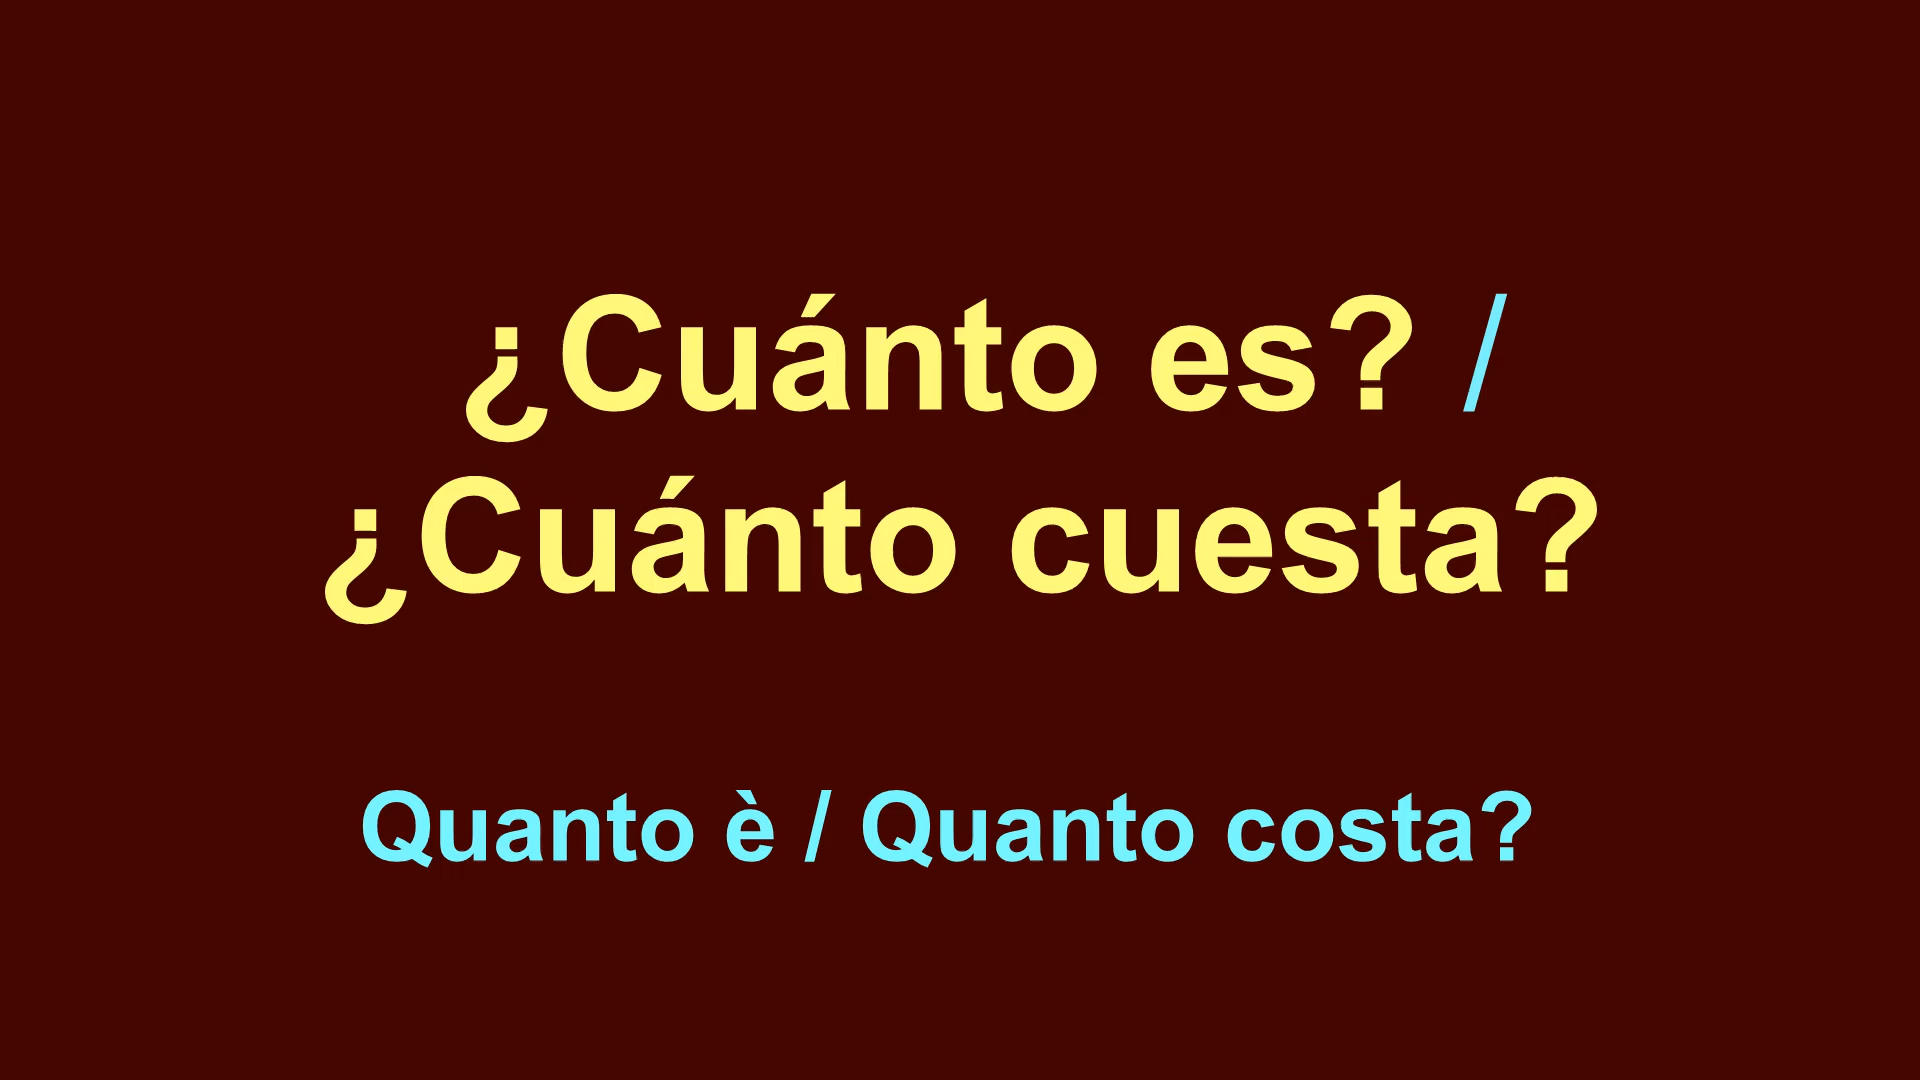 ¿Cuánto es? /
¿Cuánto cuesta?
Quanto è / Quanto costa?